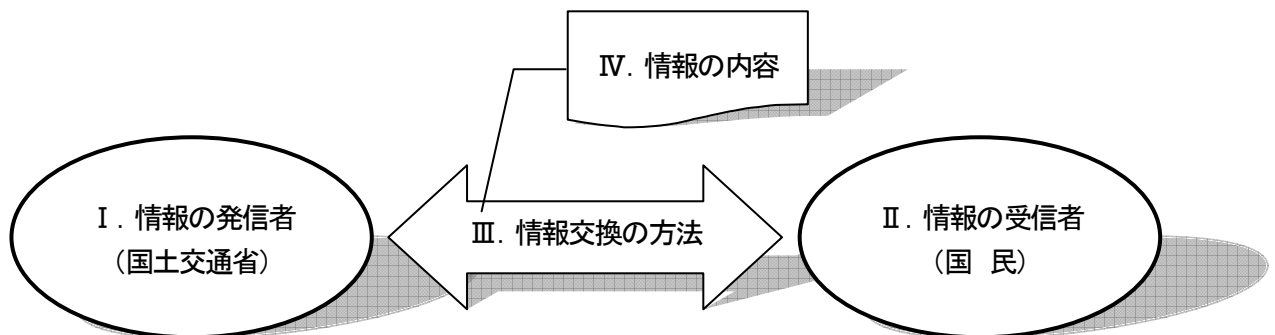 Ⅳ. 情報の内容
Ⅰ. 情報の発信者
(国土交通省)
Ⅲ. 情報交換の方法
Ⅱ. 情報の受信者
(国 民)